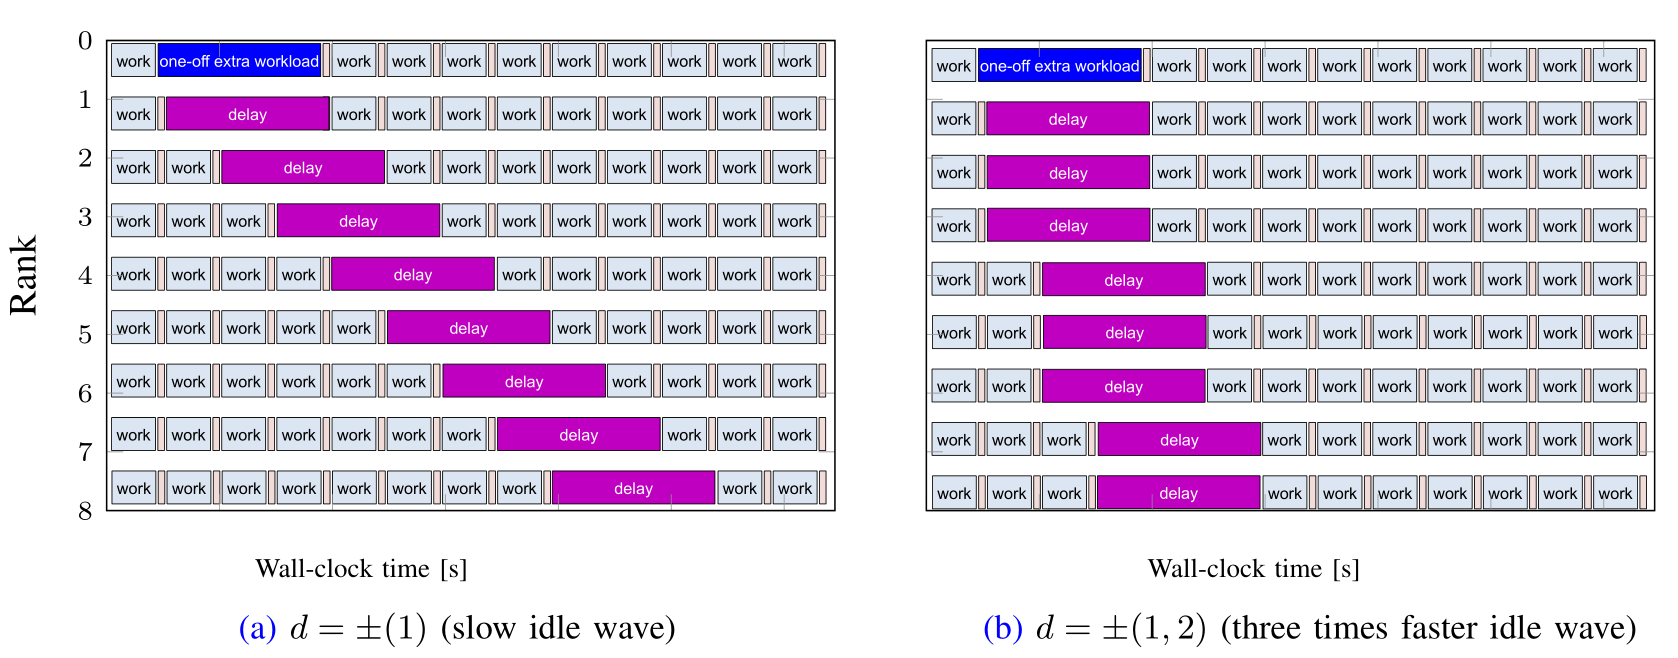 Rank
0
1
2
3
4
5
6
7
8
work one-off extra workload work work work work work work work work work
work delay work work work work work work work work work
work work delay work work work work work work work work
work work work delay work work work work work work work
work work work work delay work work work work work work
work work work work work delay work work work work work
work work work work work work delay work work work work
work work work work work work work delay work work work
work work work work work work work work delay work work
Wall-clock time [s]
(a) d = ±(1) (slow idle wave)
work one-off extra workload work work work work work work work work work
work delay work work work work work work work work work
work delay work work work work work work work work work
work delay work work work work work work work work work
work work delay work work work work work work work work
work work delay work work work work work work work work
work work delay work work work work work work work work
work work work delay work work work work work work work
work work work delay work work work work work work work
Wall-clock time [s]
(b) d = ±(1, 2) (three times faster idle wave)